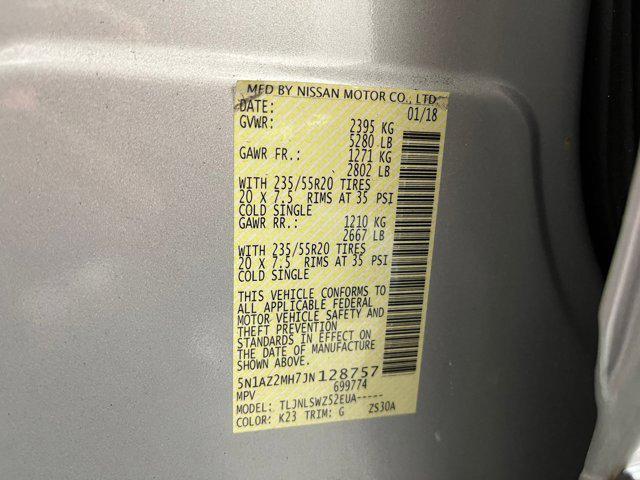 MFD BY NISSAN MOTOR CO., LTD.
DATE: 01/18
GVWR: 2395 KG
5280 LB
GAWR FR.: 1271 KG
2802 LB
WITH 235/55R20 TIRES
20 X 7.5 RIMS AT 35 PSI
COLD SINGLE
GAWR RR.: 1210 KG
2667 LB
WITH 235/55R20 TIRES
20 X 7.5 RIMS AT 35 PSI
COLD SINGLE
THIS VEHICLE CONFORMS TO
ALL APPLICABLE FEDERAL
MOTOR VEHICLE SAFETY AND
THEFT PREVENTION
STANDARDS IN EFFECT ON
THE DATE OF MANUFACTURE
SHOWN ABOVE.
5N1AZ2MH7JN128757
MPV 699774
MODEL: TLJNLSWZ52EUA-----
COLOR: K23 TRIM: G ZS30A